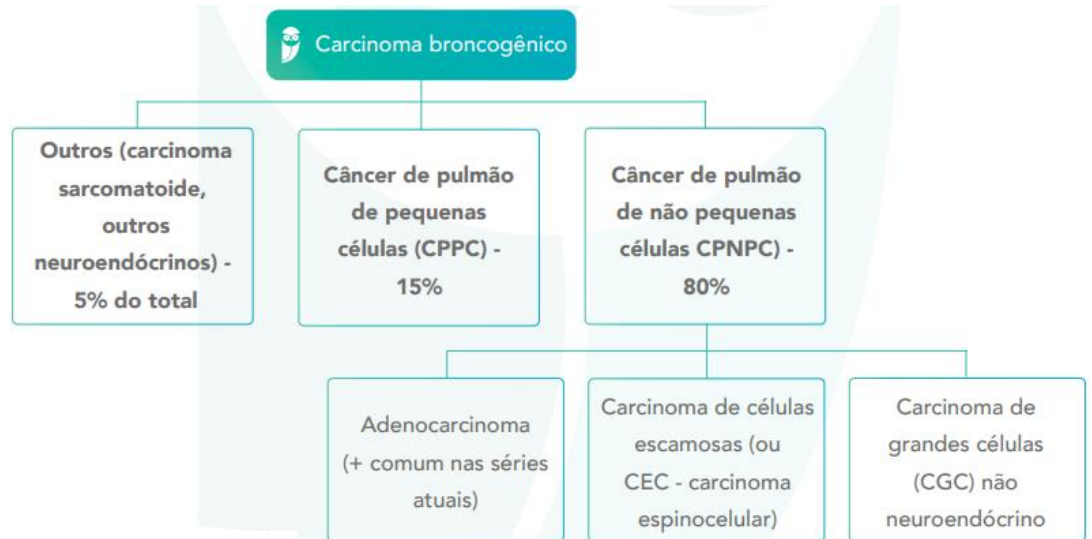 Carcinoma broncogênico
Outros (carcinoma
sarcomatoide,
outros
neuroendócrinos) -
5% do total
Câncer de pulmão
de pequenas
células (CPPC) -
15%
Câncer de pulmão
de não pequenas
células CPNPC) -
80%
Adenocarcinoma
(+ comum nas séries
atuais)
Carcinoma de células
escamosas (ou
CEC - carcinoma
espinocelular)
Carcinoma de
grandes células
(CGC) não
neuroendócrino